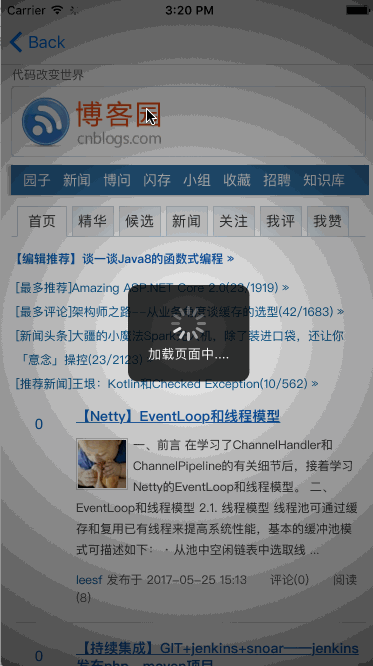 Carrier 3:20 PM
Back
代码改变世界
博客园
cnblogs.com
园子 新闻 博问 闪存 小组 收藏 招聘 知识库
首页 精华 候选 新闻 关注 我评 我赞
【编辑推荐】谈一谈Java8的函数式编程 »
[最多推荐]Amazing ASP.NET Core 2.0(23/1919) »
[最多评论]架构师之路--从业务 缓存的选型(42/1683) »
[新闻头条]大疆的小魔法Spark 机，除了装进口袋，还让你
「意念」操控(23/2123)
[推荐新闻]王垠：Kotlin和Checked Exception(10/562) »
加载页面中....
0
【Netty】EventLoop和线程模型
一、前言 在学习了ChannelHandler和
ChannelPipeline的有关细节后，接着学习
Netty的EventLoop和线程模型。 二、
EventLoop和线程模型 2.1. 线程模型 线程池可通过缓
存和复用已有线程来提高系统性能，基本的缓冲池模
式可描述如下： · 从池中空闲链表中选取线 ...
leesf 发布于 2017-05-25 15:13 评论(0) 阅读
(8)
0
【持续集成】GIT+jenkins+snoar——jenkins
发布php、maven项目